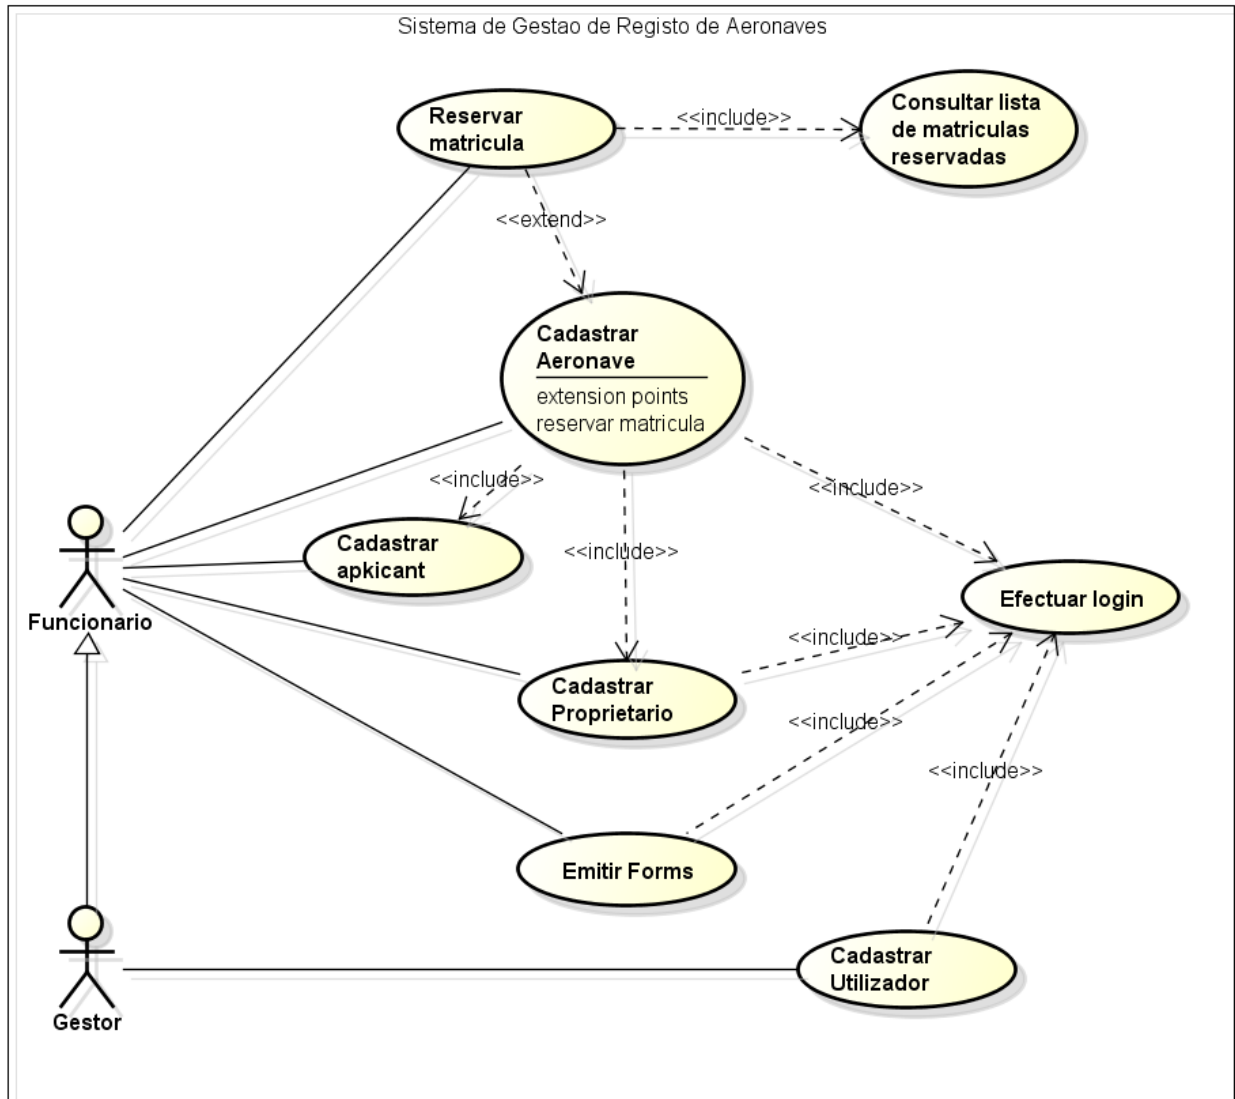 Sistema de Gestao de Registo de Aeronaves
Reservar
matricula
<<include>>
Consultar lista
de matriculas
reservadas
<<extend>>
Cadastrar
Aeronave
extension points
reservar matricula
<<include>>
<<include>>
Cadastrar
apkicant
<<include>>
Efectuar login
Funcionario
<<include>>
Cadastrar
Proprietario
<<include>>
<<include>>
Emitir Forms
Cadastrar
Utilizador
Gestor